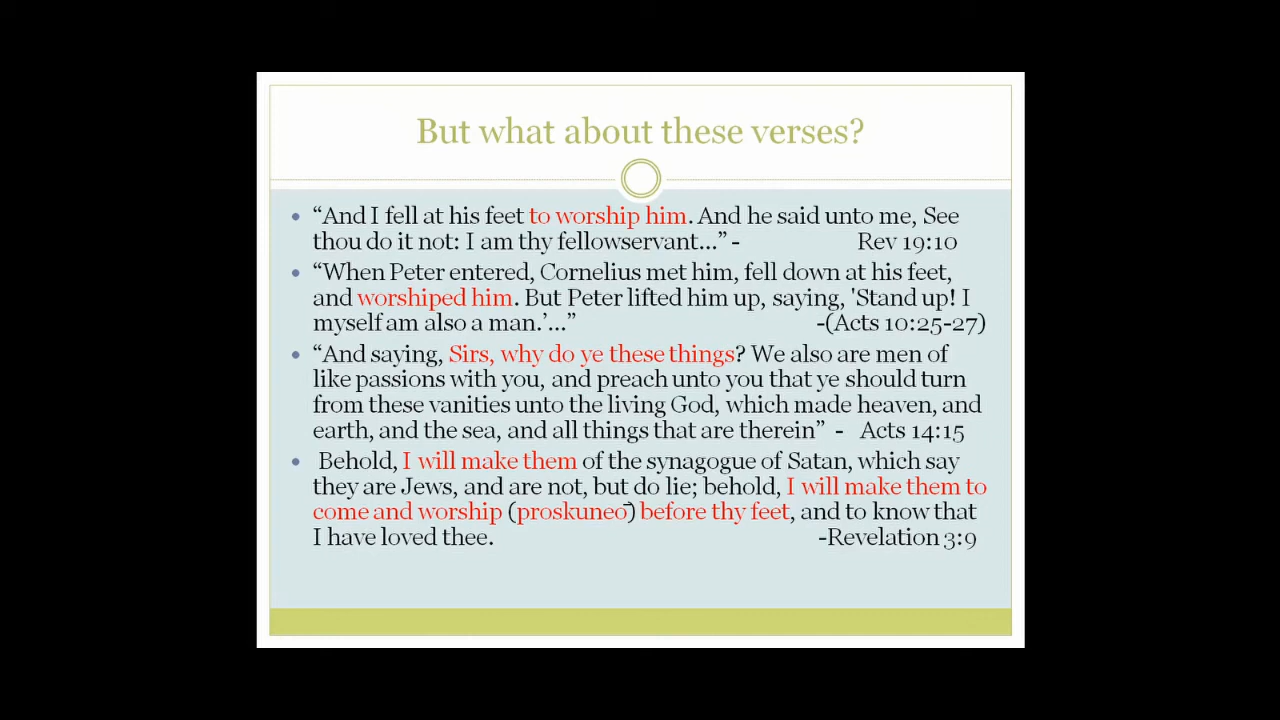 But what about these verses?
• “And I fell at his feet to worship him. And he said unto me, See
thou do it not: I am thy fellowservant...” - Rev 19:10
• “When Peter entered, Cornelius met him, fell down at his feet,
and worshiped him. But Peter lifted him up, saying, 'Stand up! I
myself am also a man.’...” -(Acts 10:25-27)
• “And saying, Sirs, why do ye these things? We also are men of
like passions with you, and preach unto you that ye should turn
from these vanities unto the living God, which made heaven, and
earth, and the sea, and all things that are therein” - Acts 14:15
• Behold, I will make them of the synagogue of Satan, which say
they are Jews, and are not, but do lie; behold, I will make them to
come and worship (proskuneō) before thy feet, and to know that
I have loved thee. -Revelation 3:9